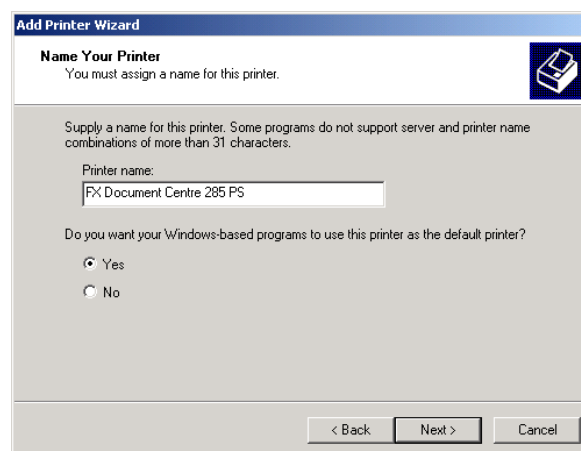 Add Printer Wizard
Name Your Printer
You must assign a name for this printer.
Supply a name for this printer. Some programs do not support server and printer name
combinations of more than 31 characters.
Printer name:
FX Document Centre 285 PS
Do you want your Windows-based programs to use this printer as the default printer?
Yes
No
< Back Next > Cancel